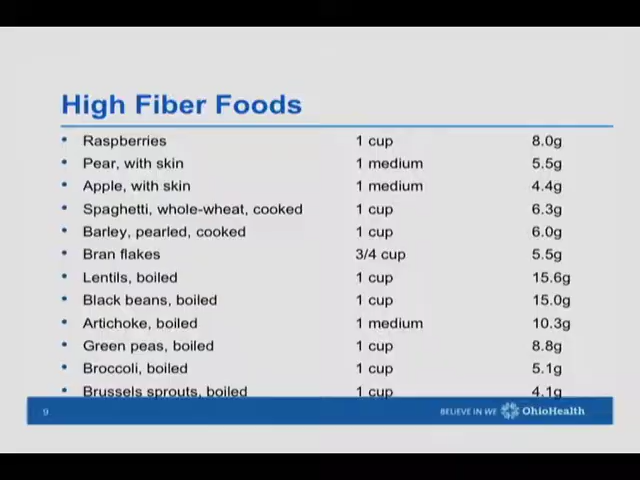 High Fiber Foods
• Raspberries 1 cup 8.0g
• Pear, with skin 1 medium 5.5g
• Apple, with skin 1 medium 4.4g
• Spaghetti, whole-wheat, cooked 1 cup 6.3g
• Barley, pearled, cooked 1 cup 6.0g
• Bran flakes 3/4 cup 5.5g
• Lentils, boiled 1 cup 15.6g
• Black beans, boiled 1 cup 15.0g
• Artichoke, boiled 1 medium 10.3g
• Green peas, boiled 1 cup 8.8g
• Broccoli, boiled 1 cup 5.1g
• Brussels sprouts, boiled 1 cup 4.1g
9 BELIEVE IN WE OhioHealth